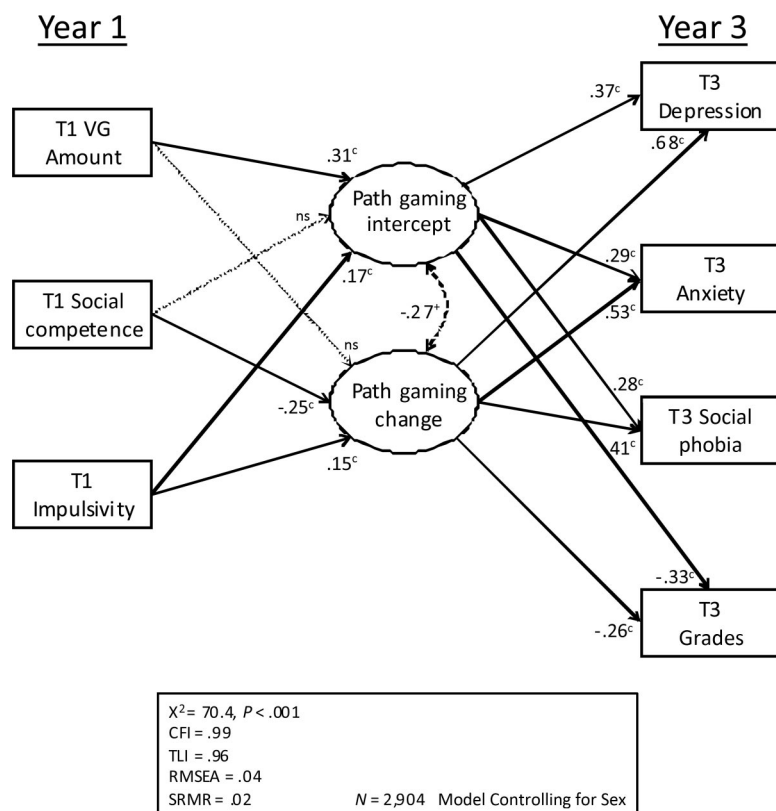 Year 1
Year 3
T1 VG
Amount
T1 Social
competence
T1
Impulsivity
.31ᶜ
ns
.17ᶜ
Path gaming
intercept
-.27⁺
ns
-.25ᶜ
.15ᶜ
Path gaming
change
.37ᶜ
.68ᶜ
.29ᶜ
.53ᶜ
.28ᶜ
.41ᶜ
-.33ᶜ
-.26ᶜ
T3
Depression
T3
Anxiety
T3 Social
phobia
T3
Grades
X² = 70.4, P < .001
CFI = .99
TLI = .96
RMSEA = .04
SRMR = .02 N = 2,904 Model Controlling for Sex